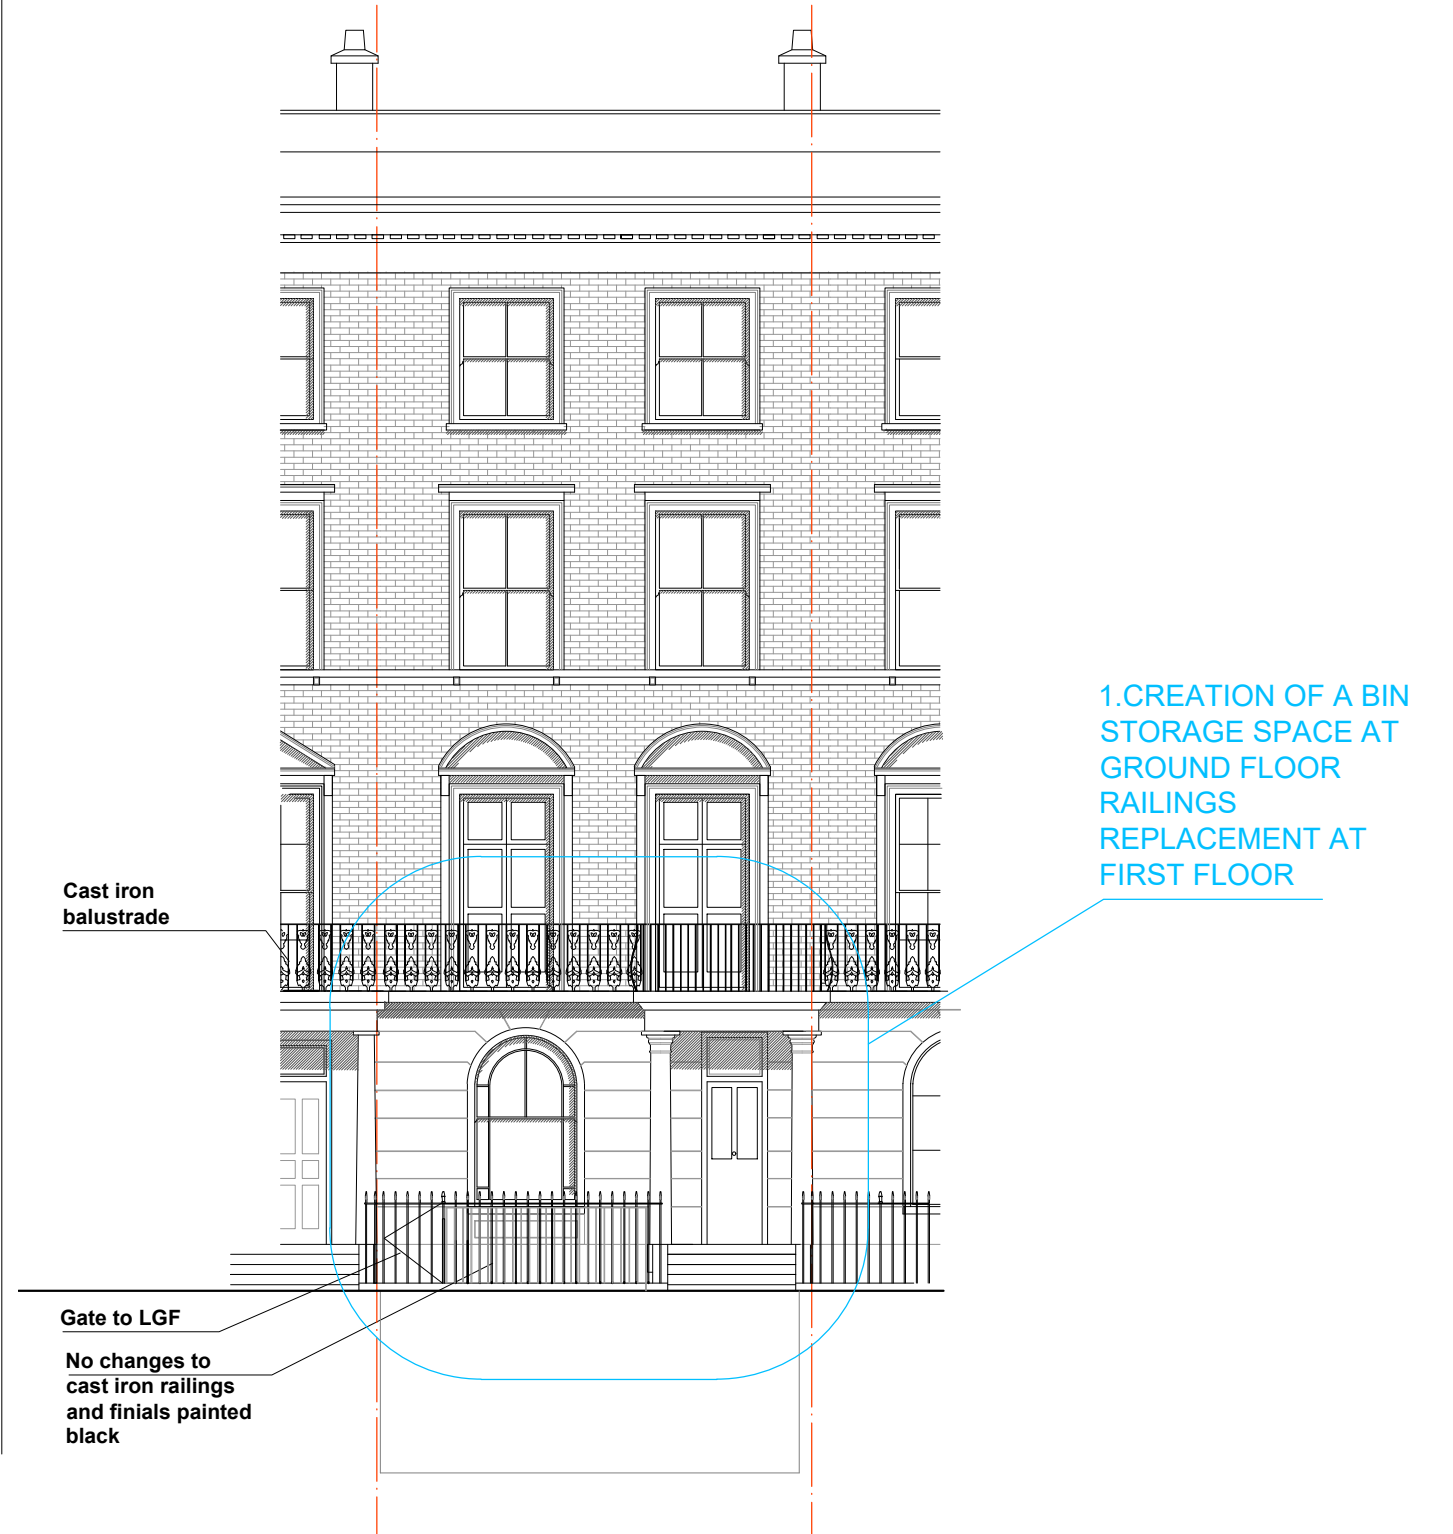 1.CREATION OF A BIN
STORAGE SPACE AT
GROUND FLOOR
RAILINGS
REPLACEMENT AT
FIRST FLOOR
Cast iron
balustrade
Gate to LGF
No changes to
cast iron railings
and finials painted
black